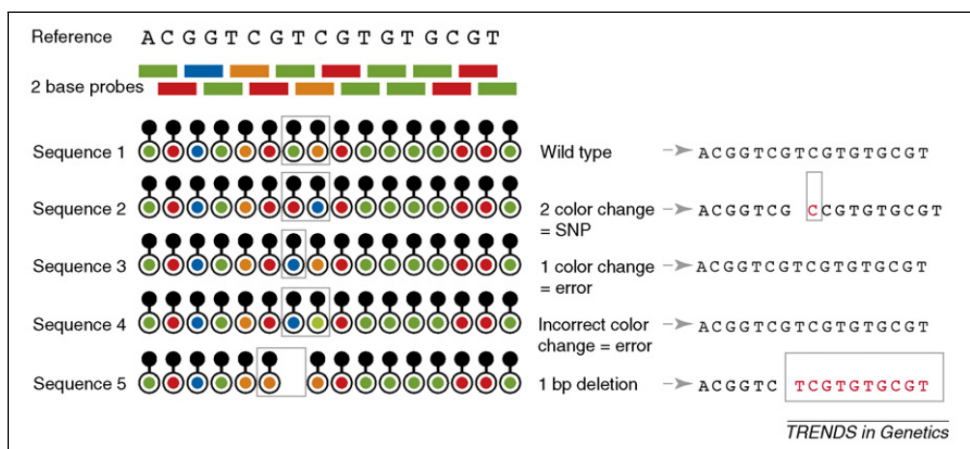 Reference A C G G T C G T C G T G T G C G T
2 base probes
Sequence 1 Wild type ACGGTCGTCGTGTGCGT
Sequence 2 2 color change = SNP ACGGTCG CCGTGTGCGT
Sequence 3 1 color change = error ACGGTCGTCGTGTGCGT
Sequence 4 Incorrect color change = error ACGGTCGTCGTGTGCGT
Sequence 5 1 bp deletion ACGGTC TCGTGTGCGT
TRENDS in Genetics